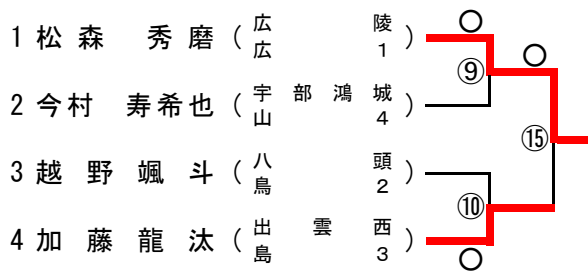 1 松森 秀磨 (広陵 広1) ○
⑨ ○
2 今村 寿希也 (宇部鴻城 山4)
⑮
3 越野 颯斗 (八頭 鳥2)
⑩
4 加藤 龍汰 (出雲西 島3) ○